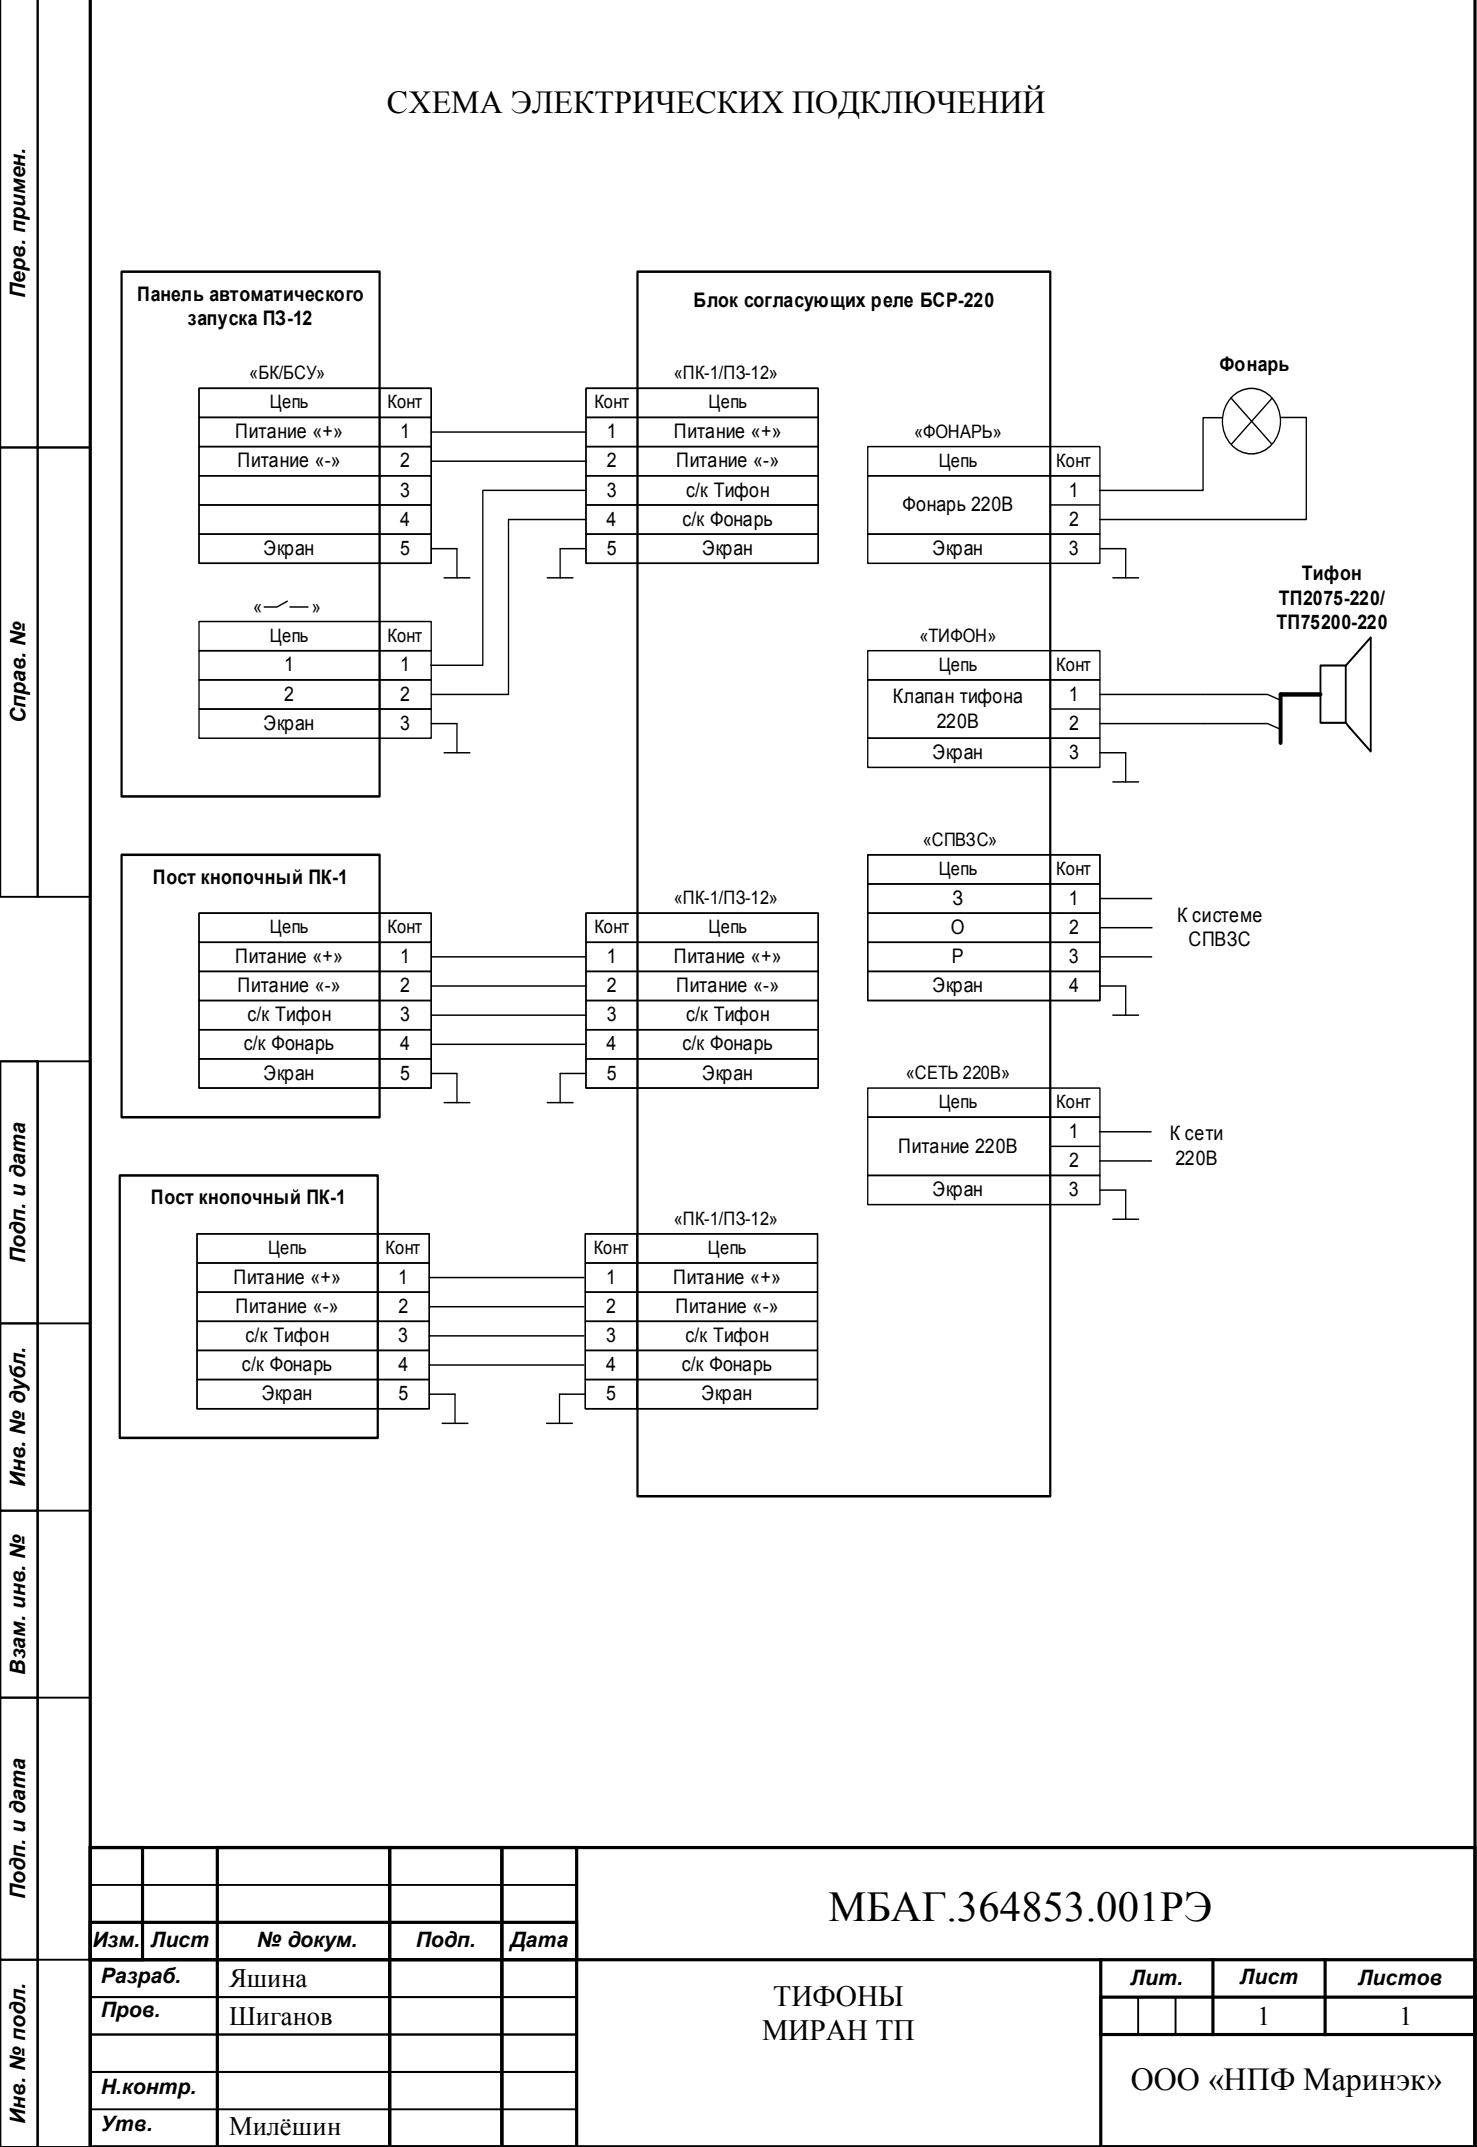 СХЕМА ЭЛЕКТРИЧЕСКИХ ПОДКЛЮЧЕНИЙ
Перв. примен.
Справ. №
Подп. и дата
Инв. № дубл.
Взам. инв. №
Подп. и дата
Инв. № подл.
Панель автоматического
запуска ПЗ-12
«БК/БСУ»
Цепь Конт
Питание «+» 1
Питание «-» 2
3
4
Экран 5
« »
Цепь Конт
1 1
2 2
Экран 3
Пост кнопочный ПК-1
Цепь Конт
Питание «+» 1
Питание «-» 2
с/к Тифон 3
с/к Фонарь 4
Экран 5
Пост кнопочный ПК-1
Цепь Конт
Питание «+» 1
Питание «-» 2
с/к Тифон 3
с/к Фонарь 4
Экран 5
Блок согласующих реле БСР-220
«ПК-1/ПЗ-12»
Конт Цепь
1 Питание «+»
2 Питание «-»
3 с/к Тифон
4 с/к Фонарь
5 Экран
«ПК-1/ПЗ-12»
Конт Цепь
1 Питание «+»
2 Питание «-»
3 с/к Тифон
4 с/к Фонарь
5 Экран
«ПК-1/ПЗ-12»
Конт Цепь
1 Питание «+»
2 Питание «-»
3 с/к Тифон
4 с/к Фонарь
5 Экран
«ФОНАРЬ»
Цепь Конт
Фонарь 220В 1
2
Экран 3
«ТИФОН»
Цепь Конт
Клапан тифона 1
220В 2
Экран 3
«СПВЗС»
Цепь Конт
З 1
О 2
Р 3
Экран 4
«СЕТЬ 220В»
Цепь Конт
Питание 220В 1
2
Экран 3
Фонарь
Тифон
ТП2075-220/
ТП75200-220
К системе
СПВЗС
К сети
220В
МБАГ.364853.001РЭ
Изм. Лист № докум. Подп. Дата
Разраб. Яшина
Пров. Шиганов
Н.контр.
Утв. Милёшин
ТИФОНЫ
МИРАН ТП
Лит. Лист Листов
1 1
ООО «НПФ Маринэк»